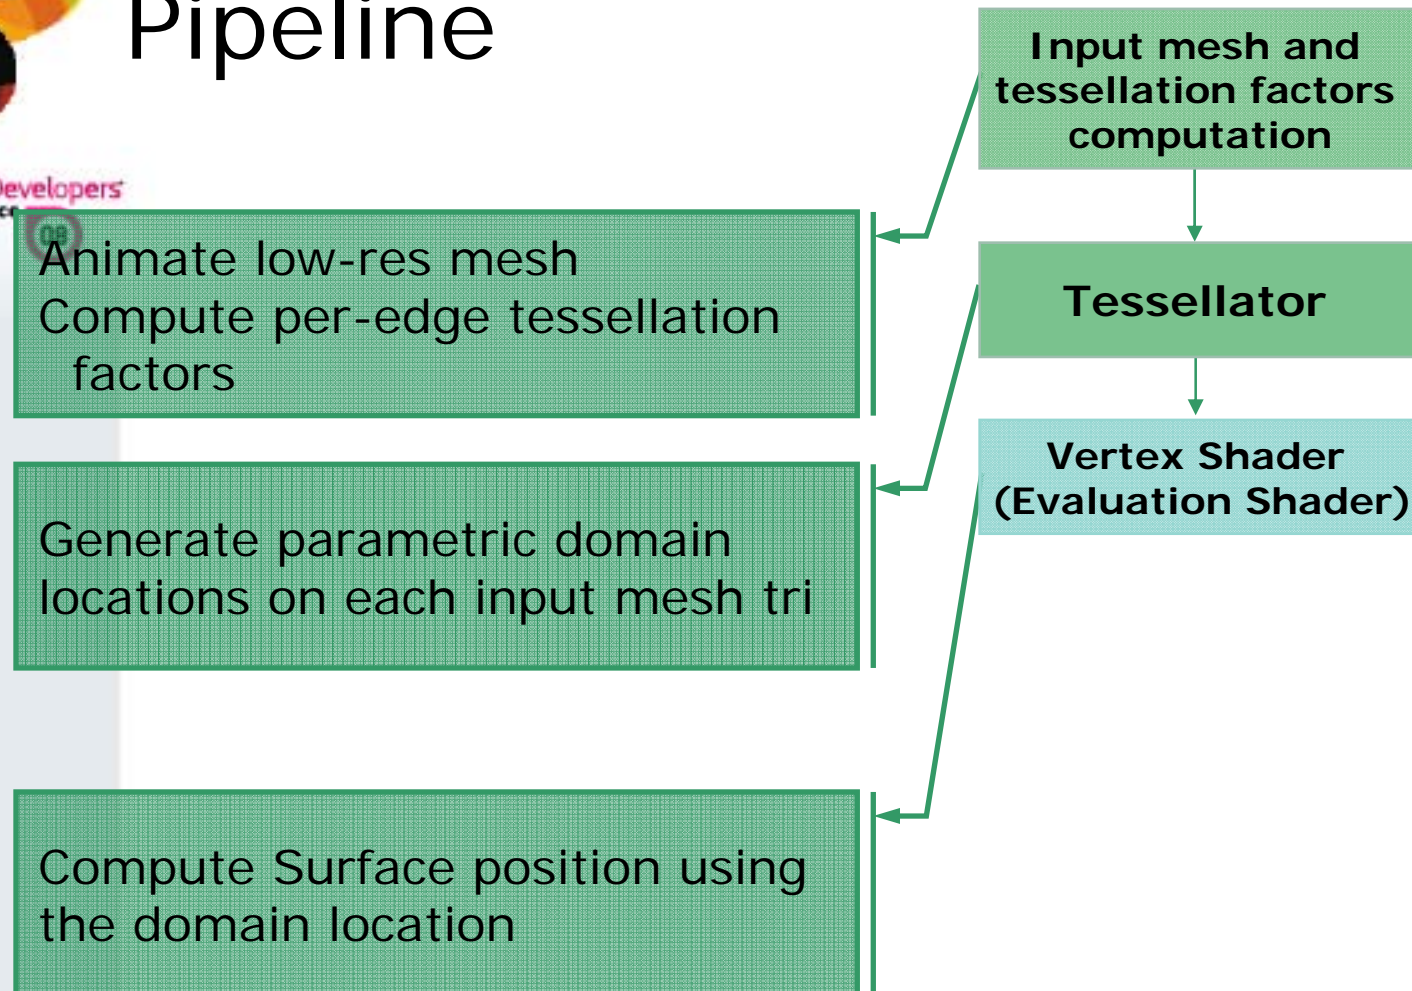 Pipeline
Developers'
08
Input mesh and
tessellation factors
computation
Animate low-res mesh
Compute per-edge tessellation
factors
Tessellator
Vertex Shader
(Evaluation Shader)
Generate parametric domain
locations on each input mesh tri
Compute Surface position using
the domain location